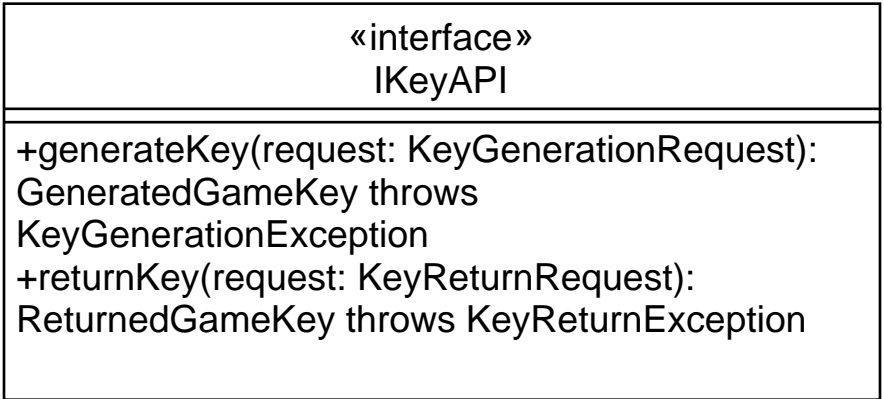 «interface»
IKeyAPI
+generateKey(request: KeyGenerationRequest):
GeneratedGameKey throws
KeyGenerationException
+returnKey(request: KeyReturnRequest):
ReturnedGameKey throws KeyReturnException